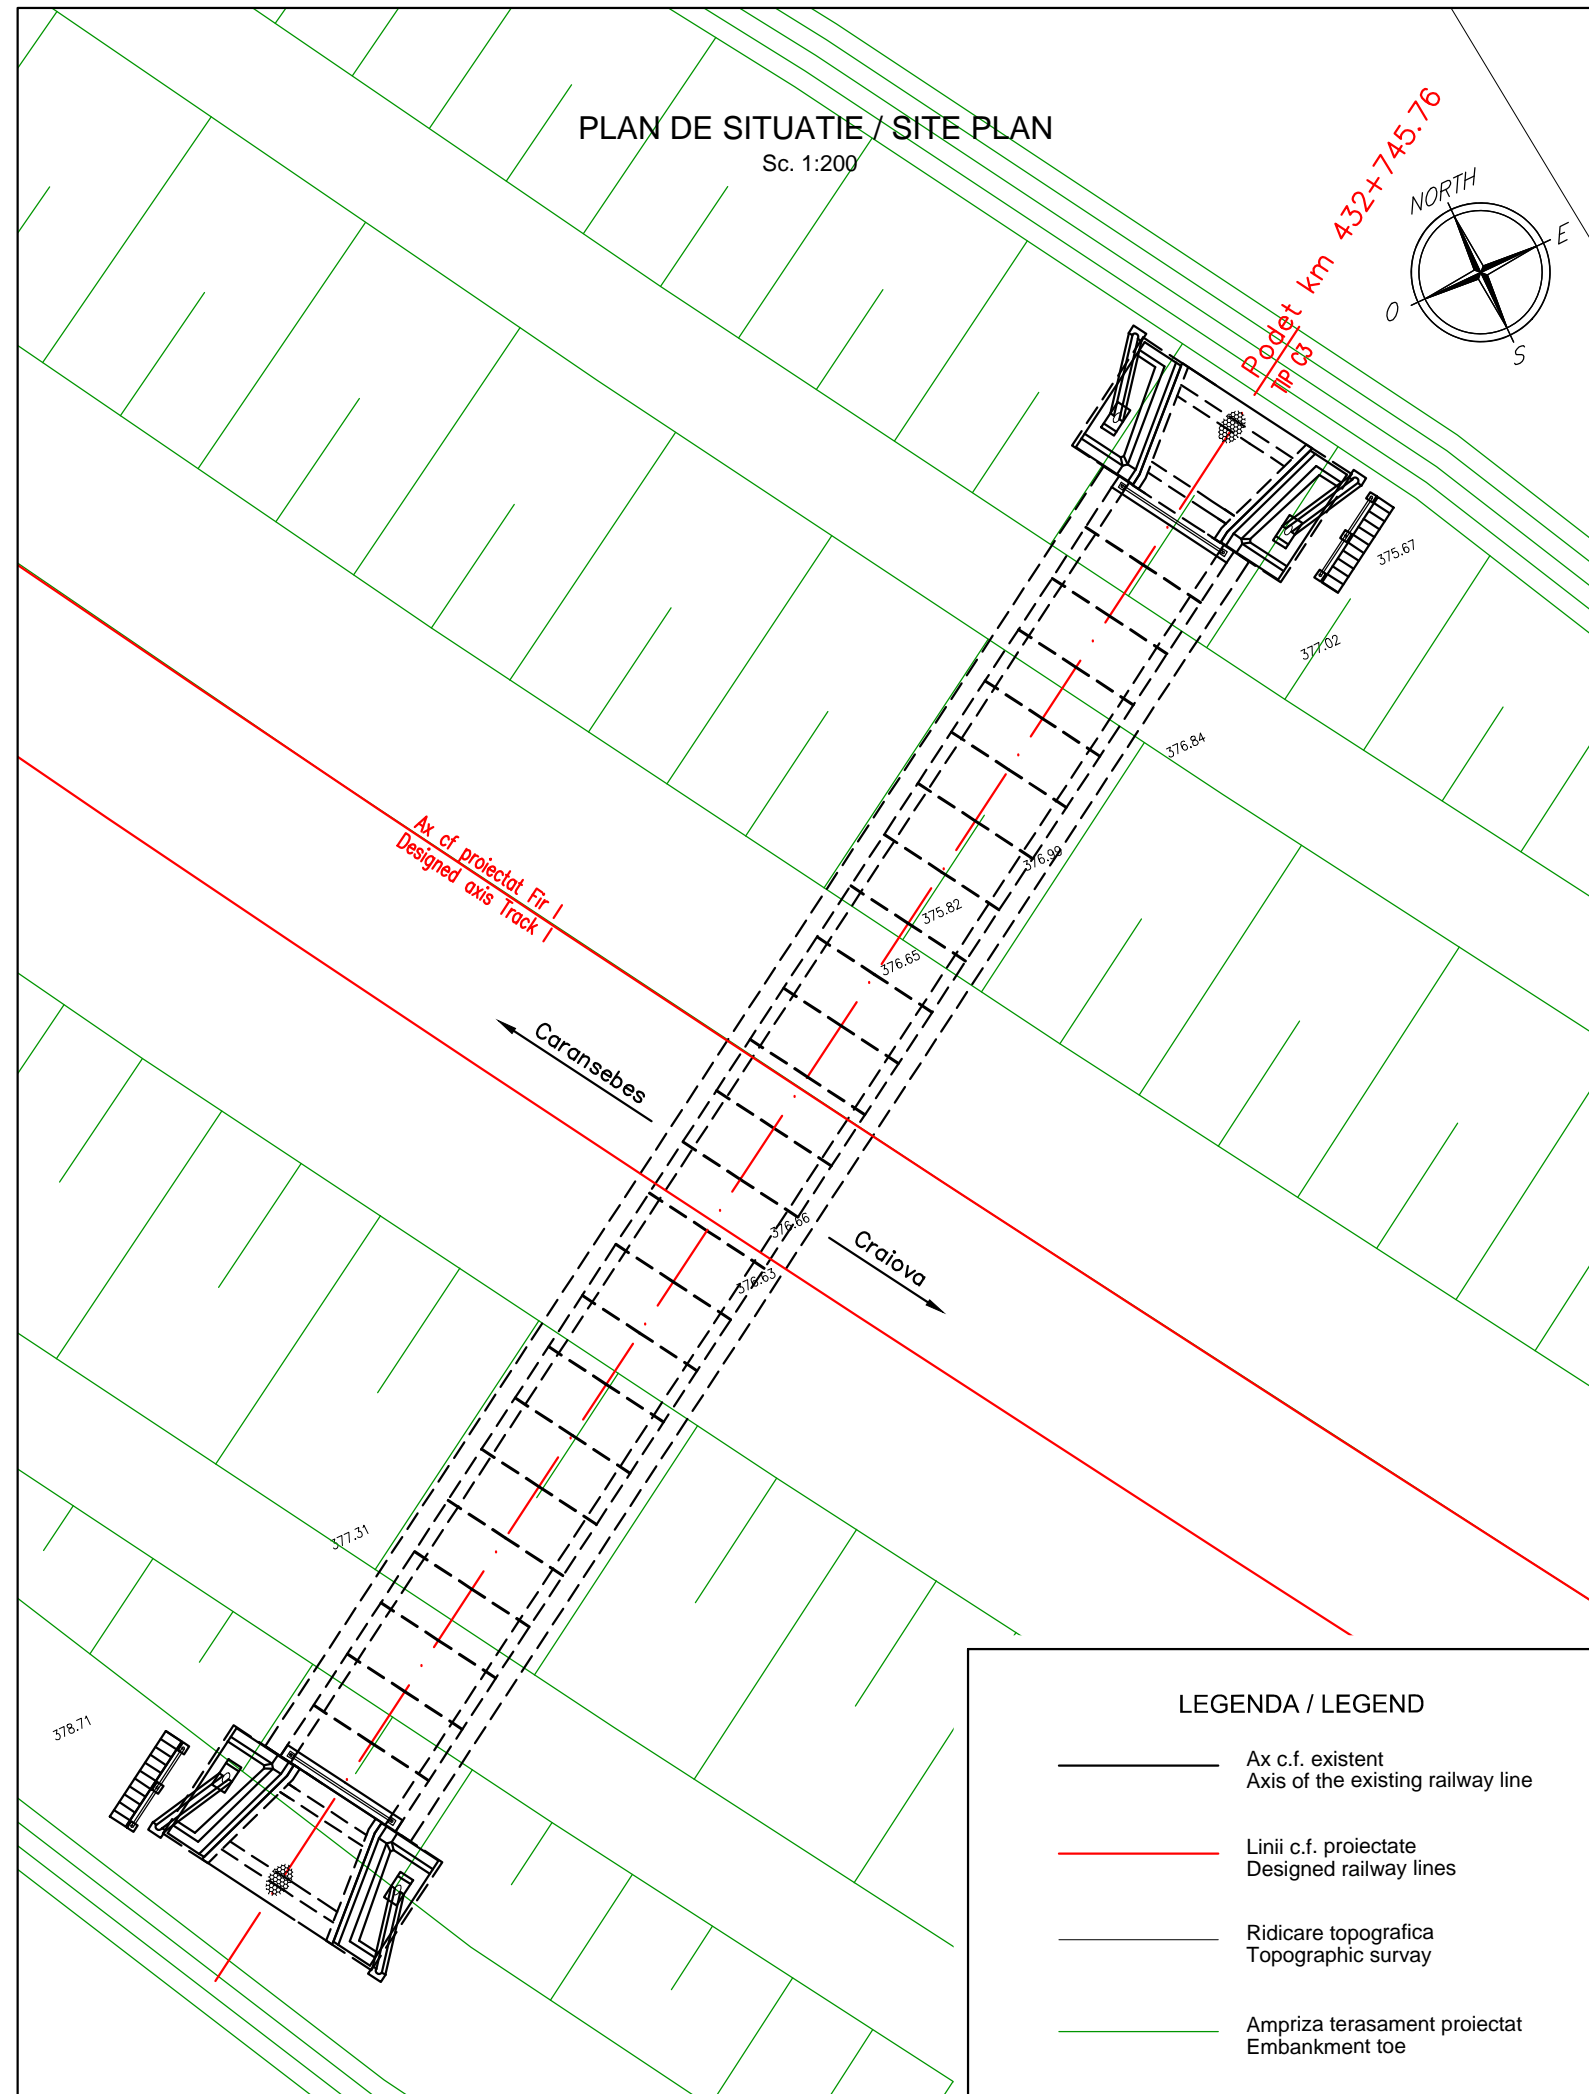 PLAN DE SITUATIE / SITE PLAN
Sc. 1:200
Podet km 432+745.76
TIP C3
NORTH
E
O
S
375.67
377.02
376.84
376.99
375.82
376.65
Ax cf proiectat Fir I
Designed axis Track I
Caransebes
376.66
376.63
Craiova
377.31
378.71
LEGENDA / LEGEND
Ax c.f. existent
Axis of the existing railway line
Linii c.f. proiectate
Designed railway lines
Ridicare topografica
Topographic survay
Ampriza terasament proiectat
Embankment toe